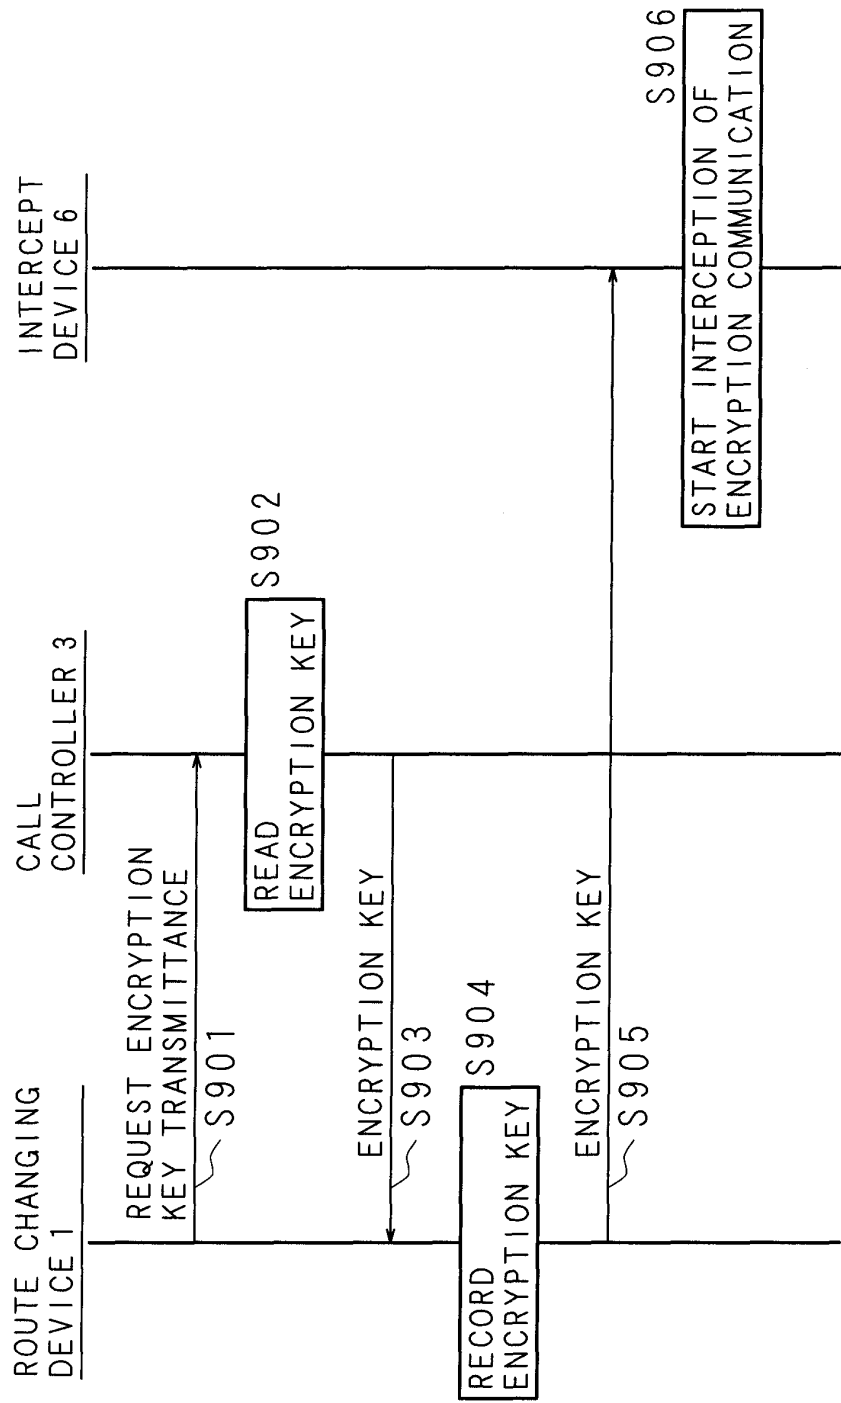 ROUTE CHANGING
DEVICE 1
CALL
CONTROLLER 3
INTERCEPT
DEVICE 6
REQUEST ENCRYPTION
KEY TRANSMITTANCE
S901
S902
READ
ENCRYPTION KEY
ENCRYPTION KEY
S903
S904
RECORD
ENCRYPTION KEY
ENCRYPTION KEY
S905
S906
START INTERCEPTION OF
ENCRYPTION COMMUNICATION